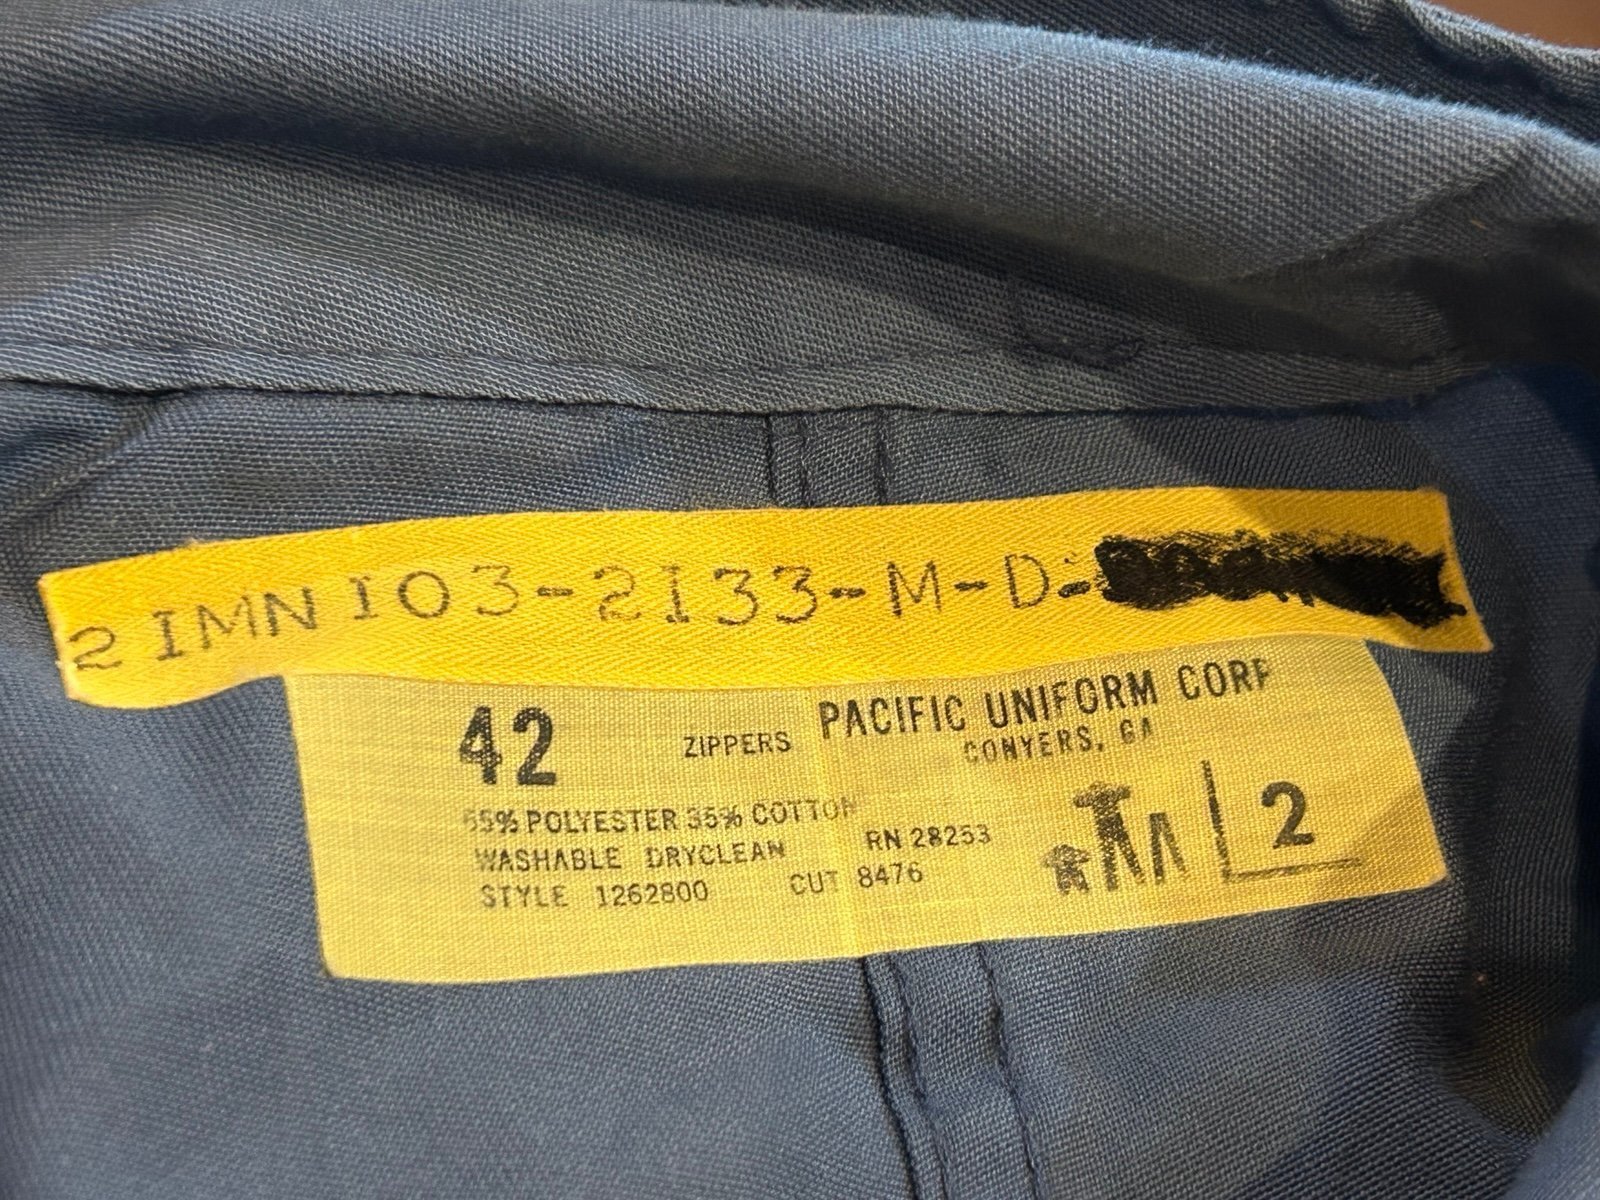 2 IMN 103-2133-M-D-
42 ZIPPERS PACIFIC UNIFORM CORP
CONYERS, GA
65% POLYESTER 35% COTTON
WASHABLE DRYCLEAN RN 28253
STYLE 1262800 CUT 8476
2